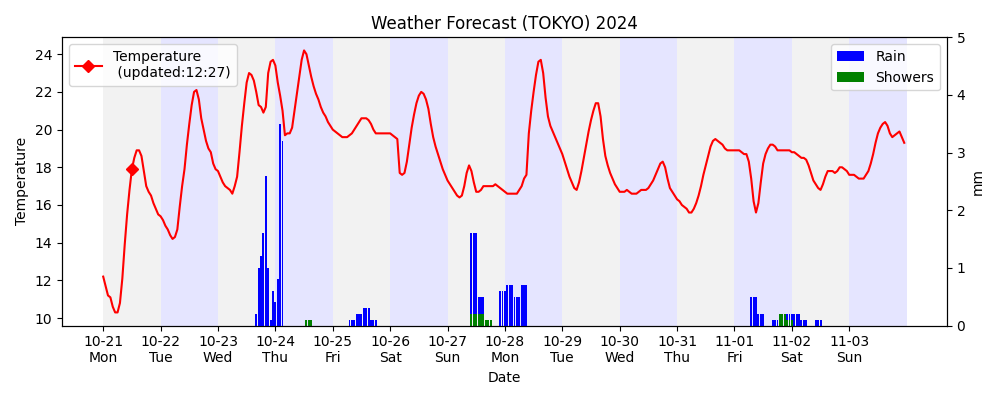 Weather Forecast (TOKYO) 2024
Temperature
(updated:12:27)
Rain
Showers
Temperature
24
22
20
18
16
14
12
10
5
4
3
2
1
0
mm
10-21 10-22 10-23 10-24 10-25 10-26 10-27 10-28 10-29 10-30 10-31 11-01 11-02 11-03
Mon Tue Wed Thu Fri Sat Sun Mon Tue Wed Thu Fri Sat Sun
Date